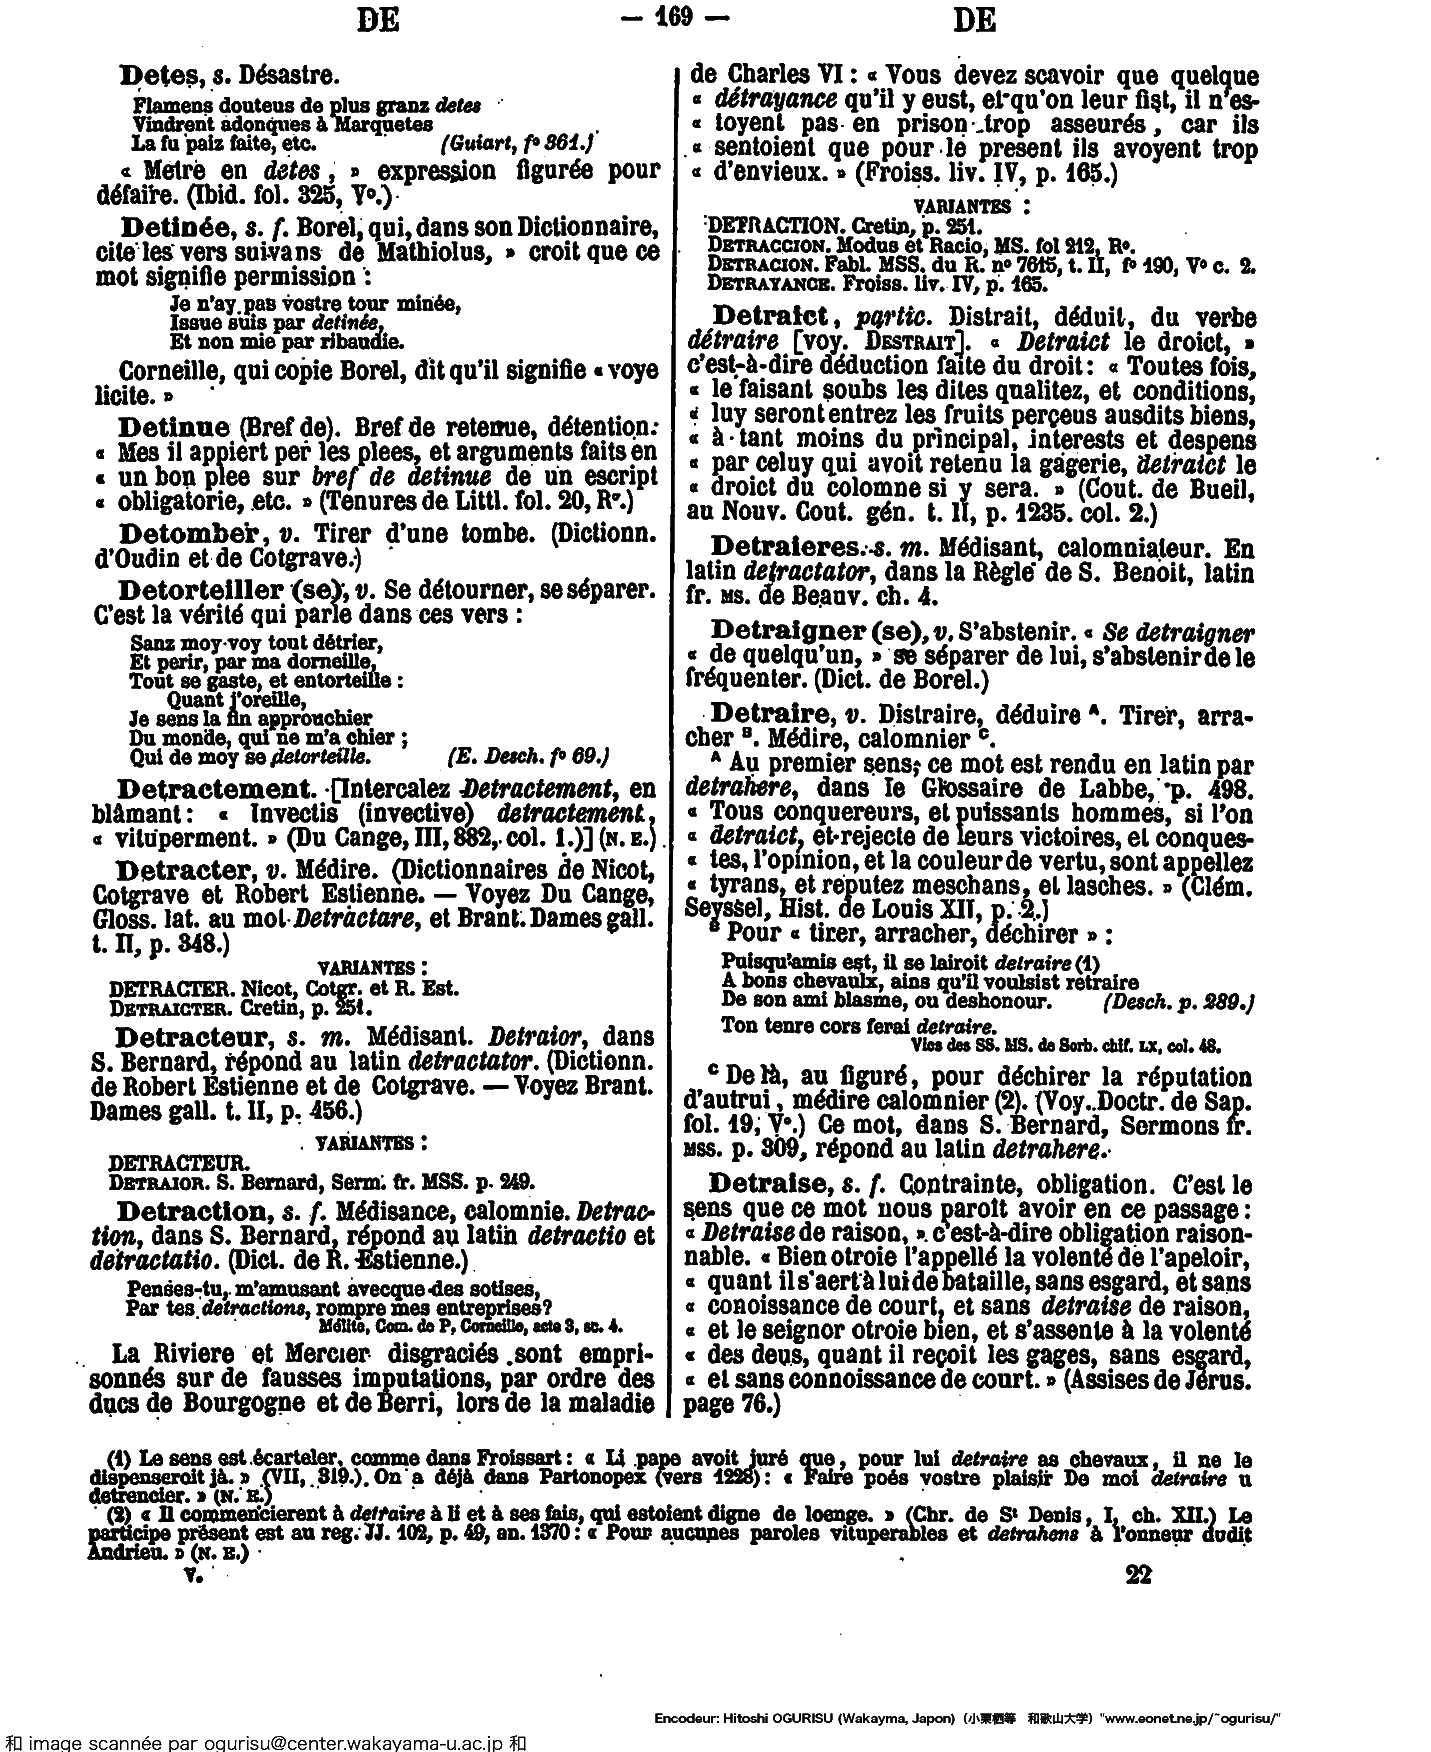 DE — 169 — DE
Detes, s. Désastre.
Flamens douteus de plus granz detes
Vindrent adonques à Marquetes
La fu paiz faite, etc. (Guiart, fo 361.)
« Metre en detes, » expression figurée pour
défaire. (Ibid. fol. 325, Vo.)
Detinée, s. f. Borel, qui, dans son Dictionnaire,
cite les vers suivans de Mathiolus, » croit que ce
mot signifie permission :
Je n'ay pas vostre tour minée,
Issue suis par detinée,
Et non mie par ribaudie.
Corneille, qui copie Borel, dit qu'il signifie « voye
licite. »
Detinue (Bref de). Bref de retenue, détention :
« Mes il appiert per les plees, et arguments faits en
« un bon plee sur bref de detinue de un escript
« obligatorie, etc. » (Tenures de Littl. fol. 20, Ro.)
Detomber, v. Tirer d'une tombe. (Dictionn.
d'Oudin et de Cotgrave.)
Detorteiller (se), v. Se détourner, se séparer.
C'est la vérité qui parle dans ces vers :
Sanz moy voy tout détrier,
Et perir, par ma dorneille,
Tout se gaste, et entorteille :
Quant j'oreille,
Je sens la fin approuchier
Du monde, qui ne m'a chier ;
Qui de moy se detorteille. (E. Desch. fo 69.)
Detractement. [Intercalez Detractement, en
blâmant : « Invectis (invective) detractement,
« vituperment. » (Du Cange, III, 882, col. 1.)] (N. E.)
Detracter, v. Médire. (Dictionnaires de Nicot,
Cotgrave et Robert Estienne. — Voyez Du Cange,
Gloss. lat. au mot Detractare, et Brant. Dames gall.
t. II, p. 348.)
VARIANTES :
DETRACTER. Nicot, Cotgr. et R. Est.
DETRAICTER. Cretin, p. 251.
Detracteur, s. m. Médisant. Detraior, dans
S. Bernard, répond au latin detractator. (Dictionn.
de Robert Estienne et de Cotgrave. — Voyez Brant.
Dames gall. t. II, p. 456.)
VARIANTES :
DETRACTEUR.
DETRAIOR. S. Bernard, Serm. fr. MSS. p. 249.
Detraction, s. f. Médisance, calomnie. Detrac-
tion, dans S. Bernard, répond au latin detractio et
detractatio. (Dict. de R. Estienne.)
Penses-tu, m'amusant avecque des sotises,
Par tes detractions, rompre mes entreprises?
Mélite, Com. de P, Corneille, acte 3, sc. 4.
La Riviere et Mercier disgraciés sont empri-
sonnés sur de fausses imputations, par ordre des
ducs de Bourgogne et de Berri, lors de la maladie
de Charles VI : « Vous devez scavoir que quelque
« détrayance qu'il y eust, et qu'on leur fist, il n'es-
« toyent pas en prison trop asseurés, car ils
« sentoient que pour le present ils avoyent trop
« d'envieux. » (Froiss. liv. IV, p. 165.)
VARIANTES :
DETRACTION. Cretin, p. 251.
DETRACCION. Modus et Racio, MS. fol 212, Ro.
DETRACION. Fabl. MSS. du R. no 7615, t. II, fo 190, Vo c. 2.
DETRAYANCE. Froiss. liv. IV, p. 165.
Detraict, partic. Distrait, déduit, du verbe
détraire [voy. DESTRAIT]. « Detraict le droict, »
c'est-à-dire déduction faite du droit : « Toutes fois,
« le faisant soubs les dites qualitez, et conditions,
« luy seront entrez les fruits perçeus ausdits biens,
« à tant moins du principal, interests et despens
« par celuy qui avoit retenu la gagerie, detraict le
« droict du colomne si y sera. » (Cout. de Bueil,
au Nouv. Cout. gén. t. II, p. 1235. col. 2.)
Detraieres. s. m. Médisant, calomniateur. En
latin detractator, dans la Règle de S. Benoit, latin
fr. MS. de Beauv. ch. 4.
Detraigner (se), v. S'abstenir. « Se detraigner
« de quelqu'un, » se séparer de lui, s'abstenir de le
fréquenter. (Dict. de Borel.)
Detraire, v. Distraire, déduire A. Tirer, arra-
cher B. Médire, calomnier C.
A Au premier sens, ce mot est rendu en latin par
detrahere, dans le Glossaire de Labbe, p. 498.
« Tous conquereurs, et puissants hommes, si l'on
« detraict, et rejecte de leurs victoires, et conques-
« tes, l'opinion, et la couleur de vertu, sont appellez
« tyrans, et reputez meschans, et lasches. » (Clém.
Seyssel, Hist. de Louis XII, p. 2.)
B Pour « tirer, arracher, déchirer » :
Puisqu'amis est, il se lairoit detraire (1)
A bons chevaulx, ains qu'il voulsist retraire
De son ami blasme, ou deshonour. (Desch. p. 289.)
Ton tenre cors ferai detraire.
Vies des SS. MS. de Sorb. chif. LX, col. 48.
C De là, au figuré, pour déchirer la réputation
d'autrui, médire calomnier (2). (Voy. Doctr. de Sap.
fol. 19, Vo.) Ce mot, dans S. Bernard, Sermons fr.
MSS. p. 309, répond au latin detrahere.
Detraise, s. f. Contrainte, obligation. C'est le
sens que ce mot nous paroît avoir en ce passage :
« Detraise de raison, » c'est-à-dire obligation raison-
nable. « Bien otroie l'appellé la volenté de l'apeloir,
« quant il s'aert à lui de bataille, sans esgard, et sans
« conoissance de court, et sans detraise de raison,
« et le seignor otroie bien, et s'assente à la volenté
« des deus, quant il reçoit les gages, sans esgard,
« et sans connoissance de court. » (Assises de Jérus.
page 76.)
(1) Le sens est écarteler, comme dans Froissart : « Li pape avoit juré que, pour lui detraire as chevaux, il ne le
dispenseroit jà. » (VII, 319.) On a déjà dans Partonopex (vers 1228) : « Faire poés vostre plaisir De moi detraire u
detrencier. » (N. E.)
(2) « Il commencierent à detraire à li et à ses fais, qui estoient digne de loenge. » (Chr. de St Denis, I, ch. XII.) Le
participe présent est au reg. JJ. 102, p. 49, an. 1370 : « Pour aucunes paroles vituperables et detrahens à l'onneur dudit
Andrieu. » (N. E.)
V. 22
Encodeur: Hitoshi OGURISU (Wakayma, Japon) (小栗栖等 和歌山大学) "www.eonet.ne.jp/~ogurisu/"
和 image scannée par ogurisu@center.wakayama-u.ac.jp 和